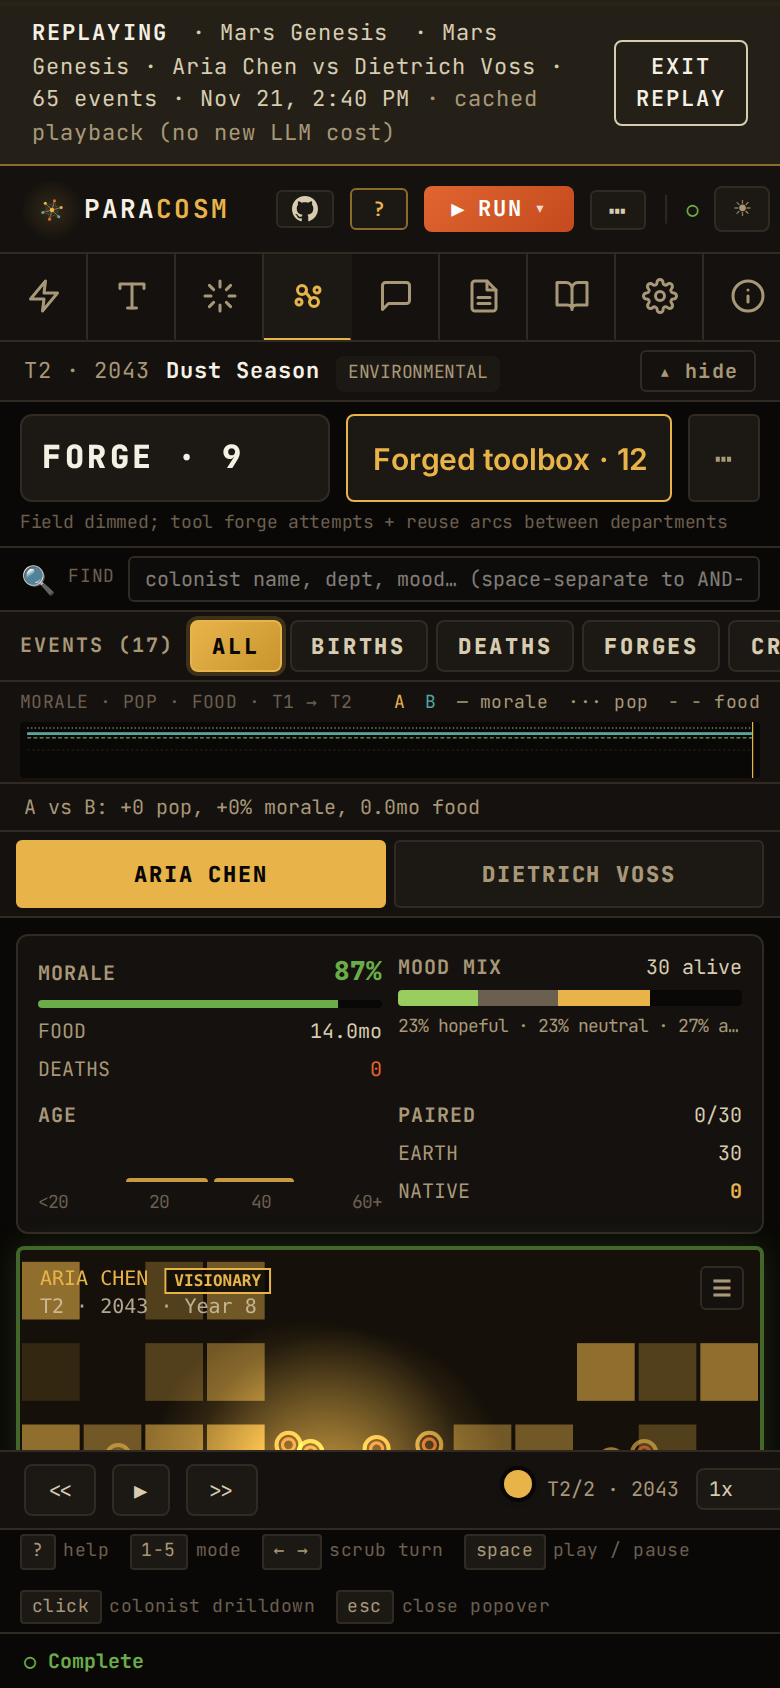 REPLAYING · Mars Genesis · Mars
Genesis · Aria Chen vs Dietrich Voss ·
65 events · Nov 21, 2:40 PM · cached
playback (no new LLM cost)
EXIT
REPLAY
PARACOSM
?
▶ RUN ▾
…
T2 · 2043 Dust Season ENVIRONMENTAL
▴ hide
FORGE · 9
Forged toolbox · 12
…
Field dimmed; tool forge attempts + reuse arcs between departments
FIND
colonist name, dept, mood… (space-separate to AND-
EVENTS (17)
ALL
BIRTHS
DEATHS
FORGES
CR
MORALE · POP · FOOD · T1 → T2
A B — morale ··· pop - - food
A vs B: +0 pop, +0% morale, 0.0mo food
ARIA CHEN
DIETRICH VOSS
MORALE 87%
FOOD 14.0mo
DEATHS 0
MOOD MIX 30 alive
23% hopeful · 23% neutral · 27% a…
AGE
<20 20 40 60+
PAIRED 0/30
EARTH 30
NATIVE 0
ARIA CHEN VISIONARY
T2 · 2043 · Year 8
<< ▶ >>
T2/2 · 2043
1x
? help 1-5 mode ← → scrub turn space play / pause
click colonist drilldown esc close popover
○ Complete